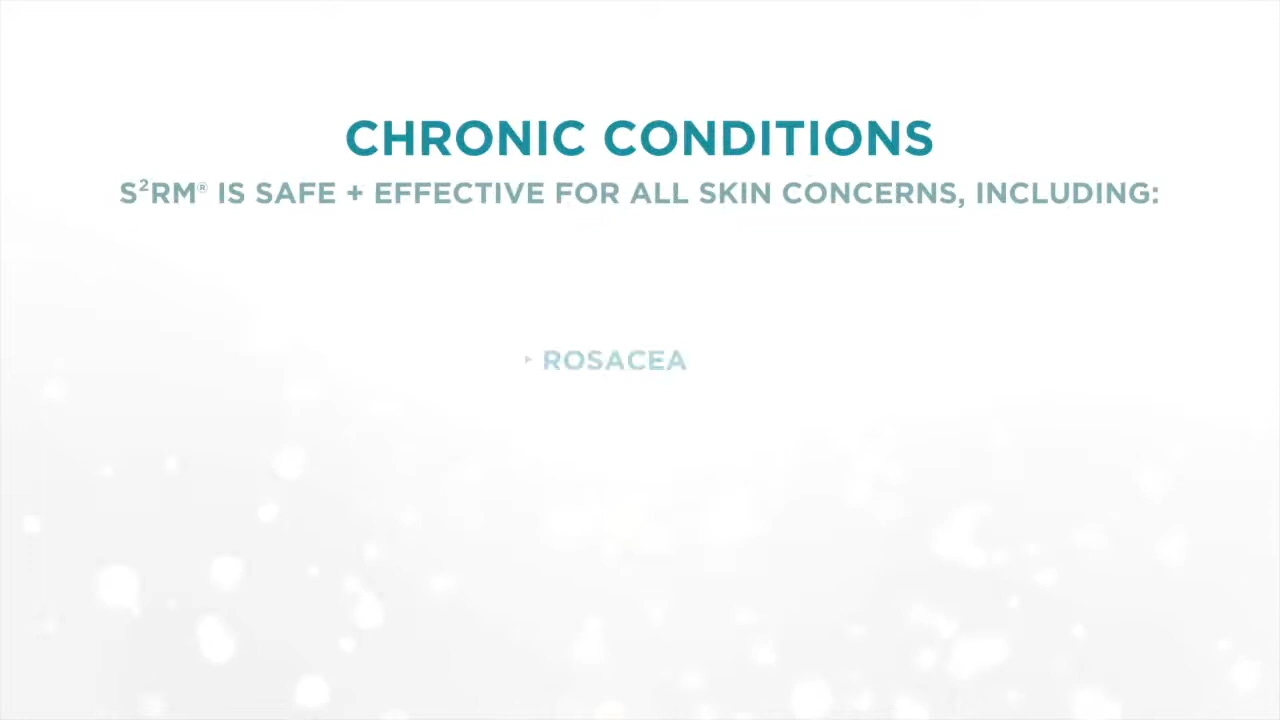 CHRONIC CONDITIONS
S²RM® IS SAFE + EFFECTIVE FOR ALL SKIN CONCERNS, INCLUDING:
▸ ROSACEA